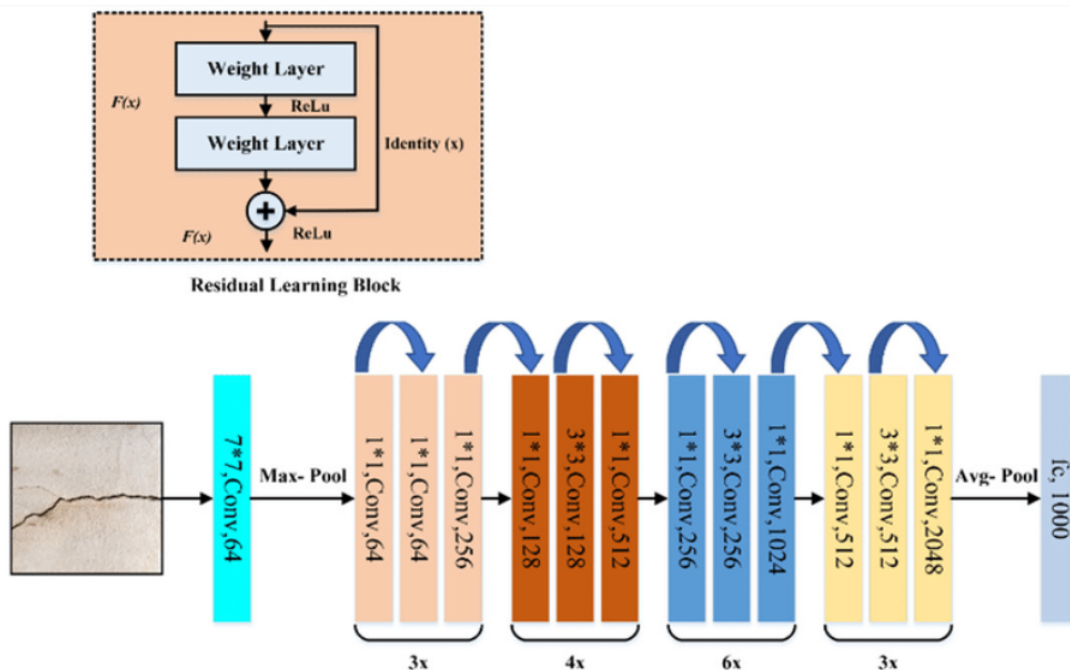 Weight Layer
F(x)
ReLu
Weight Layer
Identity (x)
+
F(x)
ReLu
Residual Learning Block
7*7,Conv,64
Max- Pool
1*1,Conv,64
1*1,Conv,64
1*1,Conv,256
1*1,Conv,128
3*3,Conv,128
1*1,Conv,512
1*1,Conv,256
3*3,Conv,256
1*1,Conv,1024
1*1,Conv,512
3*3,Conv,512
1*1,Conv,2048
Avg- Pool
fc, 1000
3x
4x
6x
3x